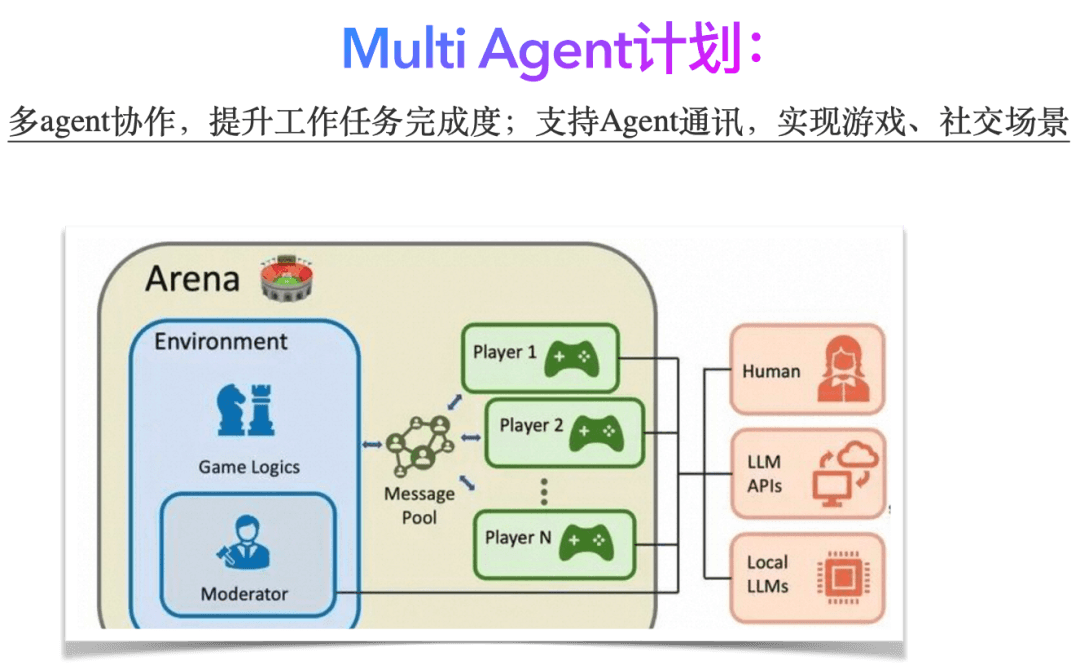 Multi Agent计划：
多agent协作，提升工作任务完成度；支持Agent通讯，实现游戏、社交场景
Arena
Environment
Game Logics
Moderator
Message
Pool
Player 1
Player 2
Player N
Human
LLM
APIs
Local
LLMs